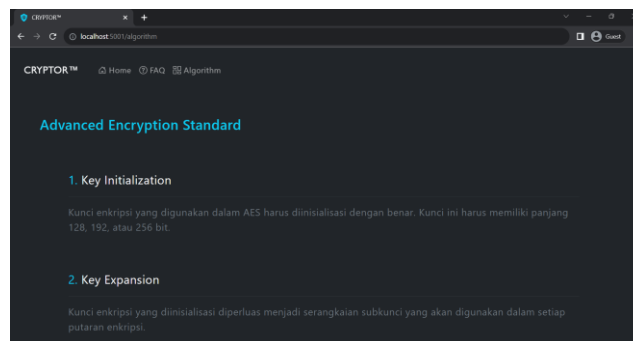 CRYPTOR™
localhost:5001/algorithm
Guest
CRYPTOR™ Home FAQ Algorithm
Advanced Encryption Standard
1. Key Initialization
Kunci enkripsi yang digunakan dalam AES harus diinisialisasi dengan benar. Kunci ini harus memiliki panjang
128, 192, atau 256 bit.
2. Key Expansion
Kunci enkripsi yang diinisialisasi diperluas menjadi serangkaian subkunci yang akan digunakan dalam setiap
putaran enkripsi.